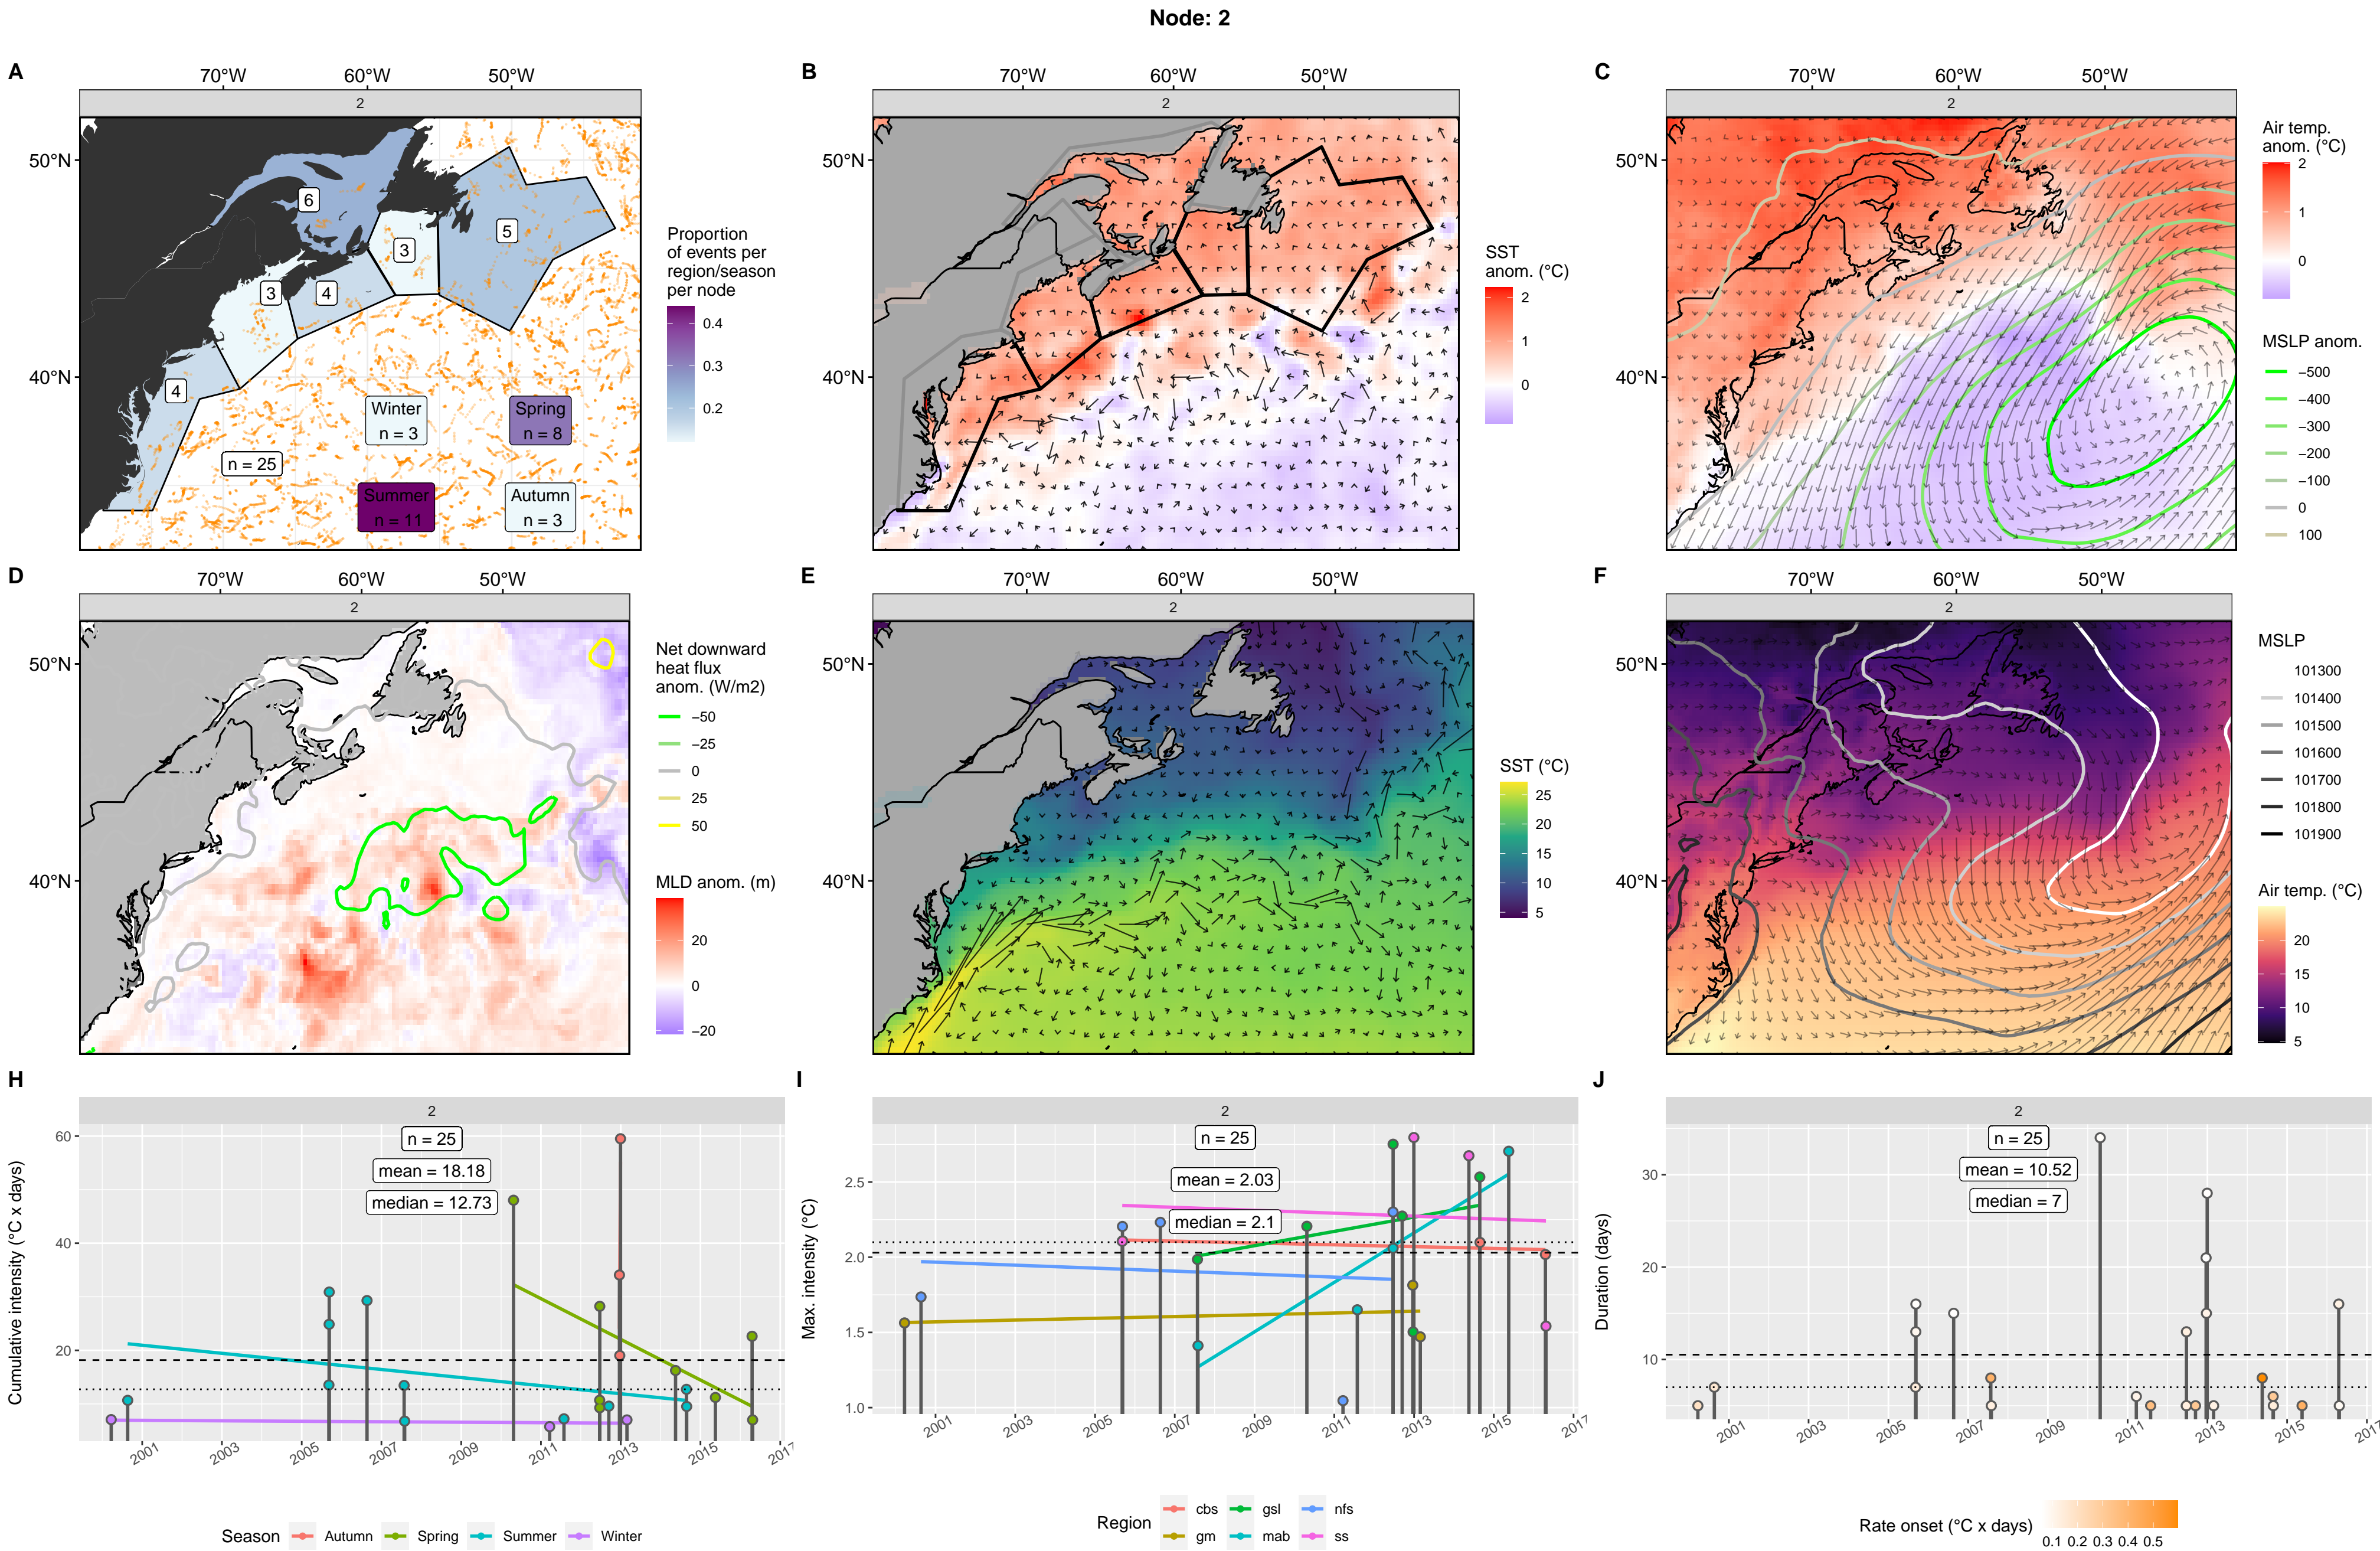 Node: 2
A
70°W 60°W 50°W
2
50°N
40°N
6
3
5
3
4
4
n = 25
Winter
n = 3
Spring
n = 8
Summer
n = 11
Autumn
n = 3
Proportion
of events per
region/season
per node
0.4
0.3
0.2
B
70°W 60°W 50°W
2
50°N
40°N
SST
anom. (°C)
2
1
0
C
70°W 60°W 50°W
2
50°N
40°N
Air temp.
anom. (°C)
2
1
0
MSLP anom.
−500
−400
−300
−200
−100
0
100
D
70°W 60°W 50°W
2
50°N
40°N
Net downward
heat flux
anom. (W/m2)
−50
−25
0
25
50
MLD anom. (m)
20
0
−20
E
70°W 60°W 50°W
2
50°N
40°N
SST (°C)
25
20
15
10
5
F
70°W 60°W 50°W
2
50°N
40°N
MSLP
101300
101400
101500
101600
101700
101800
101900
Air temp. (°C)
20
15
10
5
H
2
n = 25
mean = 18.18
median = 12.73
Cumulative intensity (°C x days)
60
40
20
2001 2003 2005 2007 2009 2011 2013 2015 2017
Season Autumn Spring Summer Winter
I
2
n = 25
mean = 2.03
median = 2.1
Max. intensity (°C)
2.5
2.0
1.5
1.0
2001 2003 2005 2007 2009 2011 2013 2015 2017
Region cbs gsl nfs
gm mab ss
J
2
n = 25
mean = 10.52
median = 7
Duration (days)
30
20
10
2001 2003 2005 2007 2009 2011 2013 2015 2017
Rate onset (°C x days)
0.1 0.2 0.3 0.4 0.5